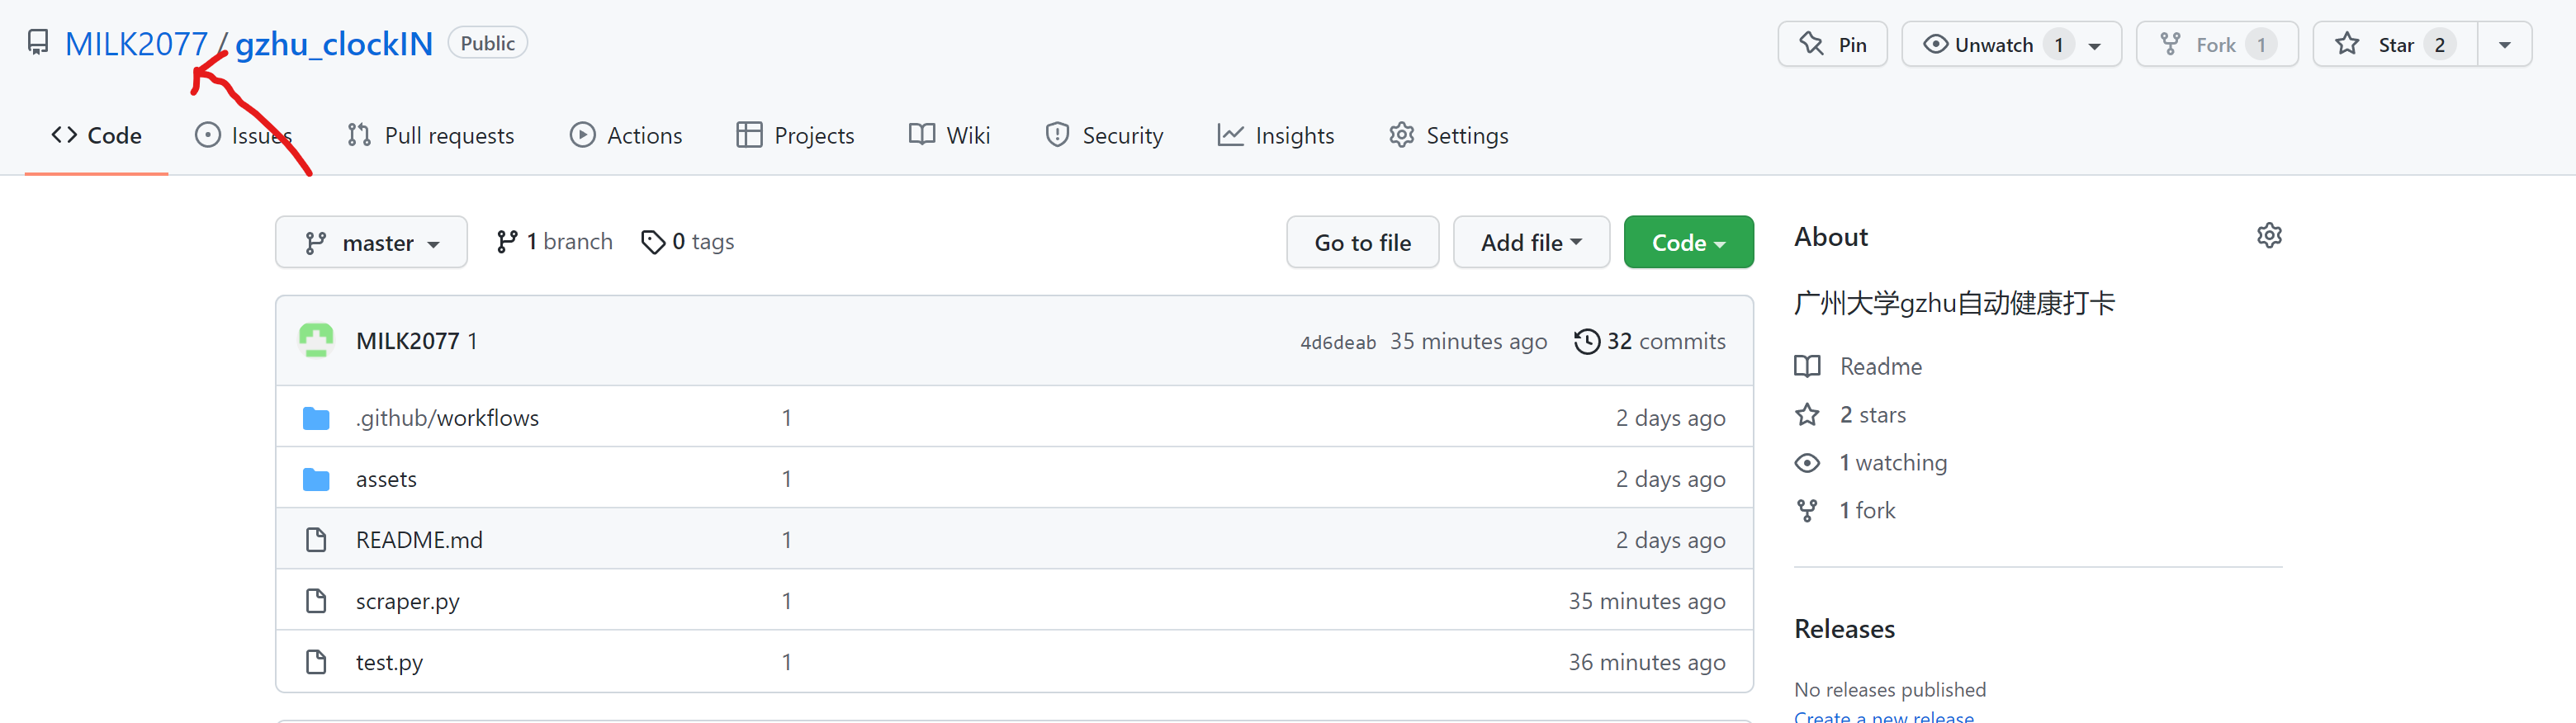 MILK2077 / gzhu_clockIN Public
Pin Unwatch 1 Fork 1 Star 2
Code Issues Pull requests Actions Projects Wiki Security Insights Settings
master 1 branch 0 tags Go to file Add file Code
MILK2077 1 4d6deab 35 minutes ago 32 commits
.github/workflows 1 2 days ago
assets 1 2 days ago
README.md 1 2 days ago
scraper.py 1 35 minutes ago
test.py 1 36 minutes ago
About
广州大学gzhu自动健康打卡
Readme
2 stars
1 watching
1 fork
Releases
No releases published
Create a new release